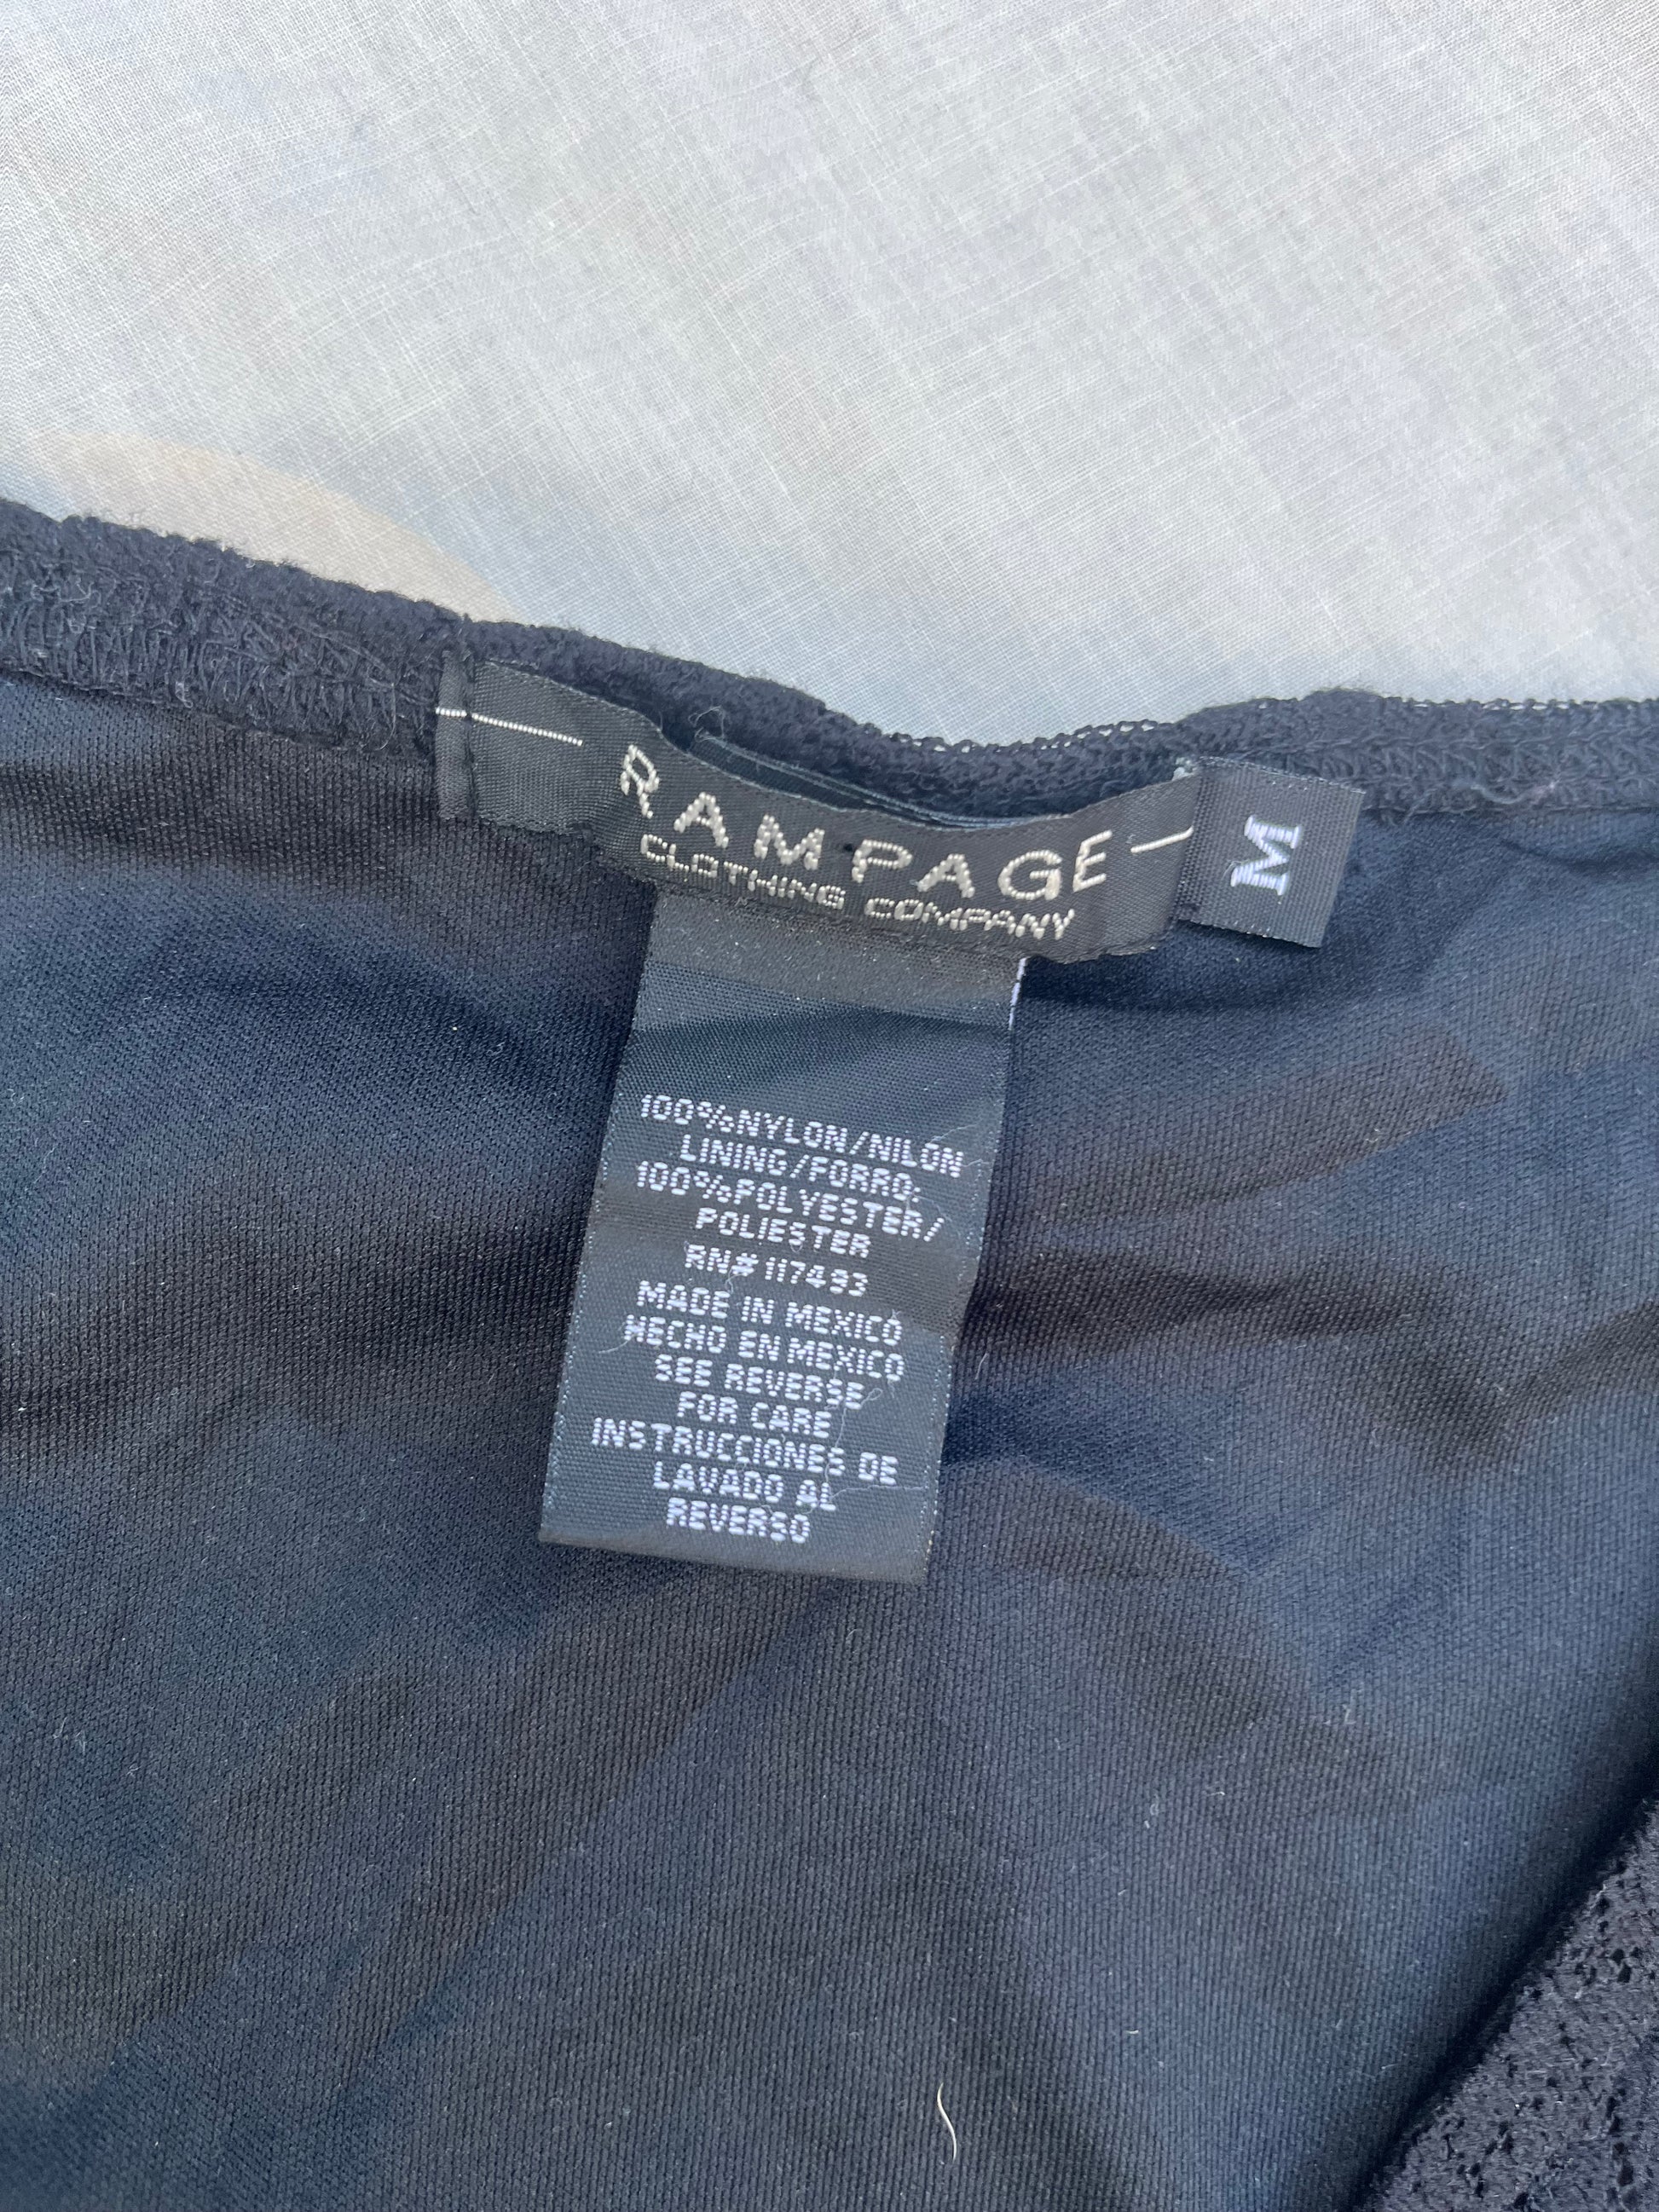 RAMPAGE
CLOTHING COMPANY
M
100%NYLON/NILON
LINING/FORRO:
100%POLYESTER/
POLIESTER
RN# 117493
MADE IN MEXICO
HECHO EN MEXICO
SEE REVERSE
FOR CARE
INSTRUCCIONES DE
LAVADO AL
REVERSO